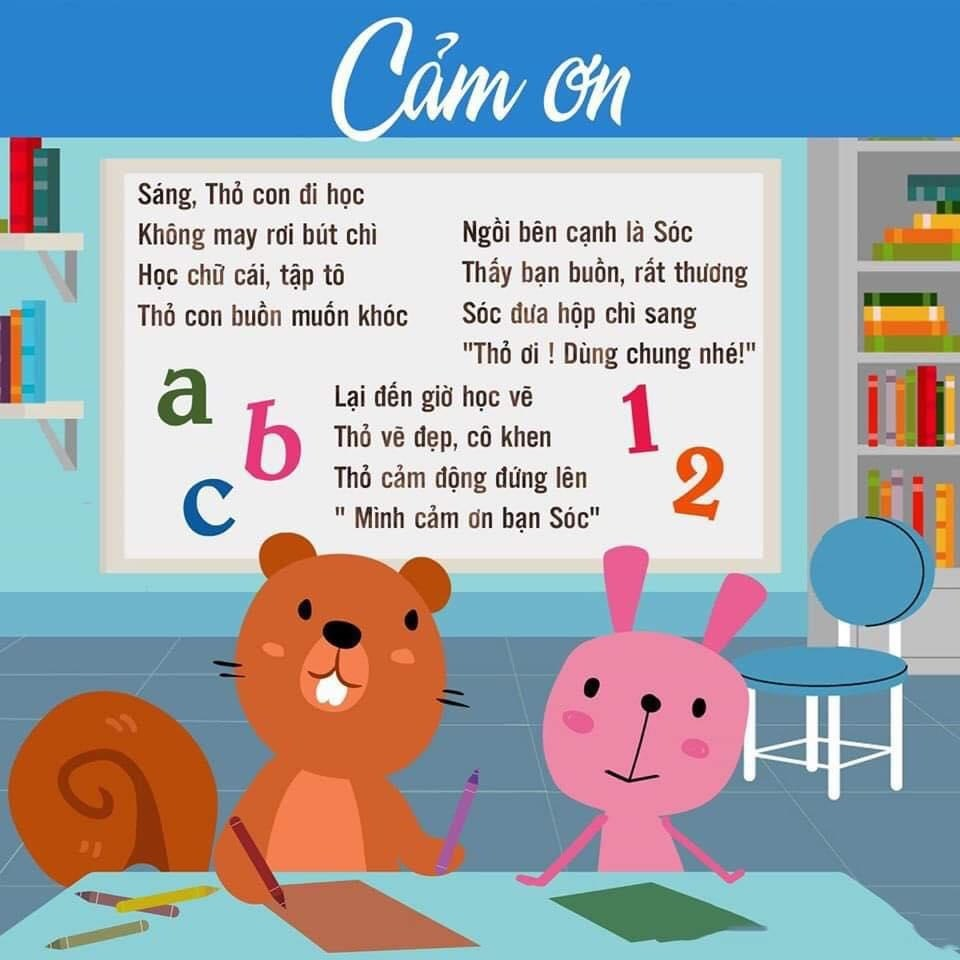 Cảm ơn
Sáng, Thỏ con đi học
Không may rơi bút chì
Học chữ cái, tập tô
Thỏ con buồn muốn khóc
Ngồi bên cạnh là Sóc
Thấy bạn buồn, rất thương
Sóc đưa hộp chì sang
"Thỏ ơi ! Dùng chung nhé!"
Lại đến giờ học vẽ
Thỏ vẽ đẹp, cô khen
Thỏ cảm động đứng lên
" Mình cảm ơn bạn Sóc"
a
b
c
1
2